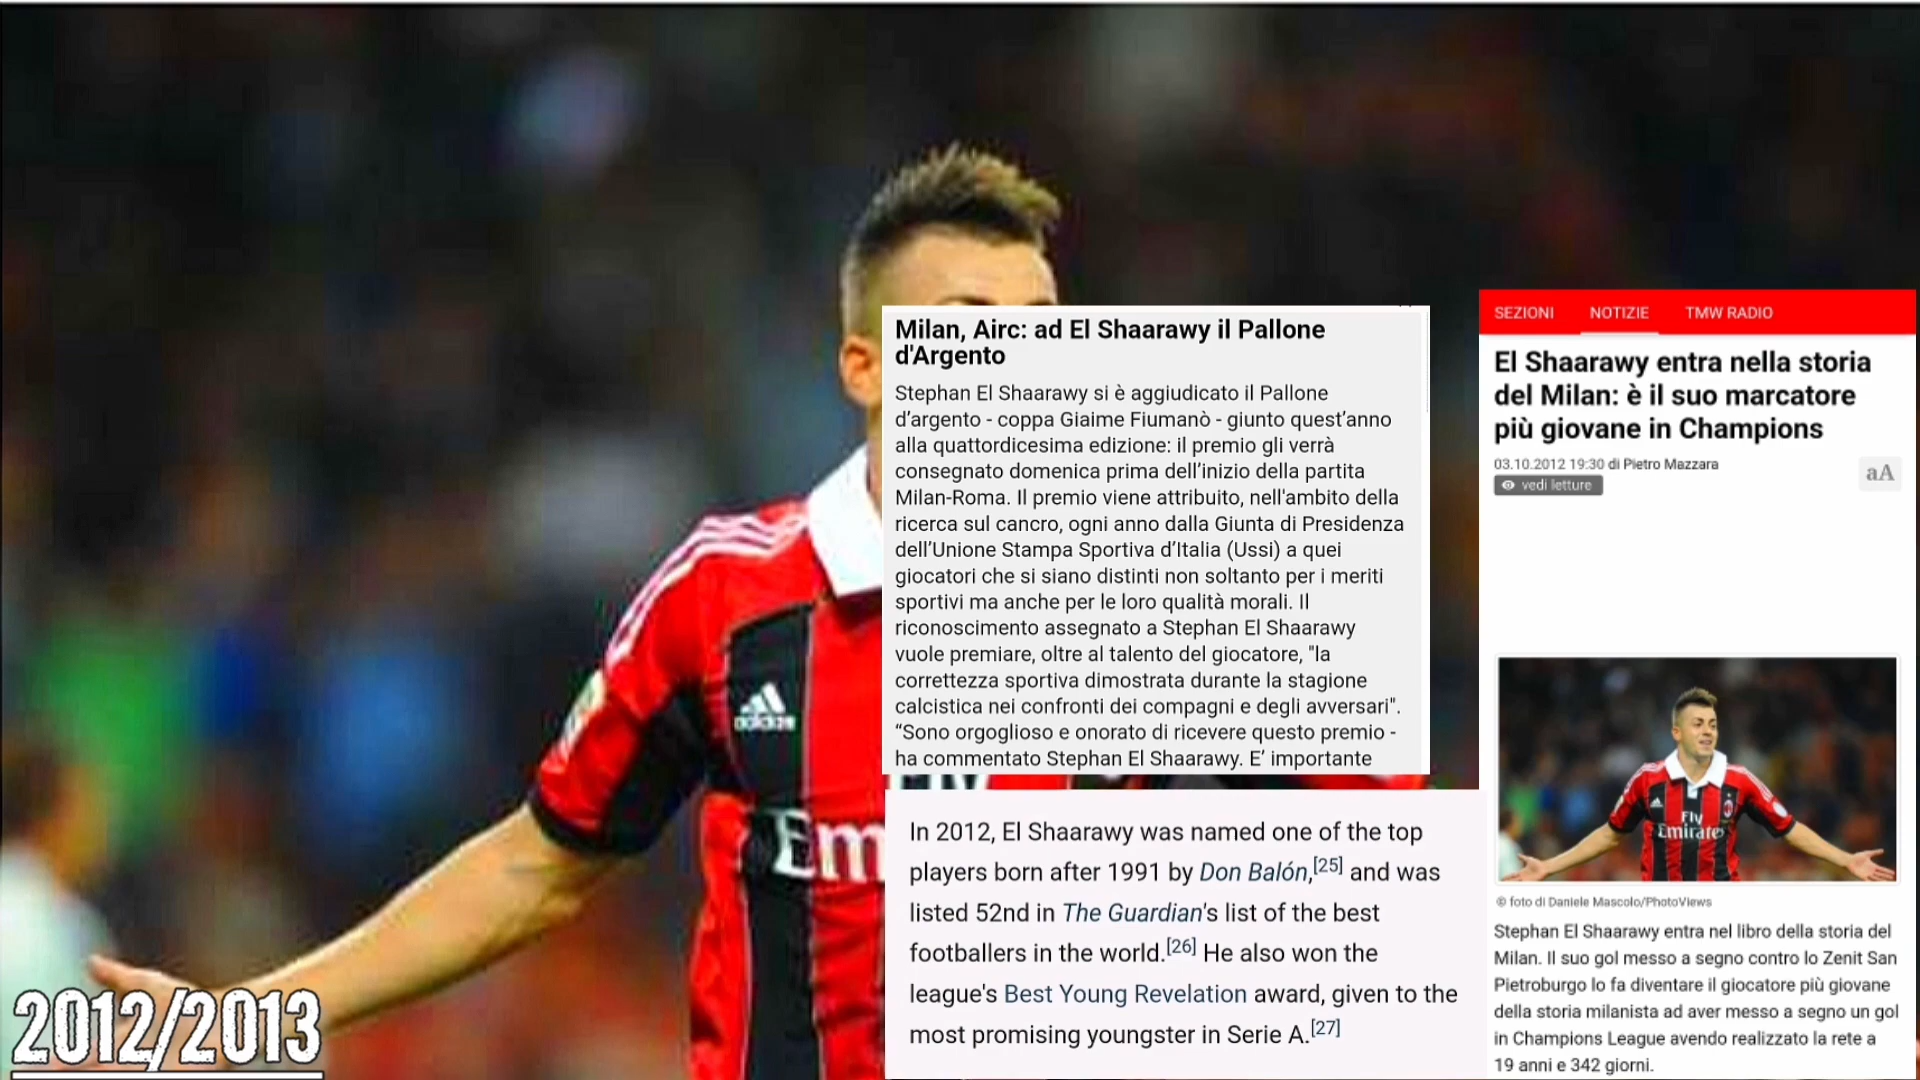 Milan, Airc: ad El Shaarawy il Pallone
d'Argento
Stephan El Shaarawy si è aggiudicato il Pallone
d’argento - coppa Giaime Fiumanò - giunto quest’anno
alla quattordicesima edizione: il premio gli verrà
consegnato domenica prima dell’inizio della partita
Milan-Roma. Il premio viene attribuito, nell'ambito della
ricerca sul cancro, ogni anno dalla Giunta di Presidenza
dell’Unione Stampa Sportiva d’Italia (Ussi) a quei
giocatori che si siano distinti non soltanto per i meriti
sportivi ma anche per le loro qualità morali. Il
riconoscimento assegnato a Stephan El Shaarawy
vuole premiare, oltre al talento del giocatore, "la
correttezza sportiva dimostrata durante la stagione
calcistica nei confronti dei compagni e degli avversari".
“Sono orgoglioso e onorato di ricevere questo premio -
ha commentato Stephan El Shaarawy. E’ importante
In 2012, El Shaarawy was named one of the top
players born after 1991 by Don Balón,[25] and was
listed 52nd in The Guardian's list of the best
footballers in the world.[26] He also won the
league's Best Young Revelation award, given to the
most promising youngster in Serie A.[27]
SEZIONI NOTIZIE TMW RADIO
El Shaarawy entra nella storia
del Milan: è il suo marcatore
più giovane in Champions
03.10.2012 19:30 di Pietro Mazzara
vedi letture
aA
Fly
Emirates
© foto di Daniele Mascolo/PhotoViews
Stephan El Shaarawy entra nel libro della storia del
Milan. Il suo gol messo a segno contro lo Zenit San
Pietroburgo lo fa diventare il giocatore più giovane
della storia milanista ad aver messo a segno un gol
in Champions League avendo realizzato la rete a
19 anni e 342 giorni.
adidas
Em
2012/2013